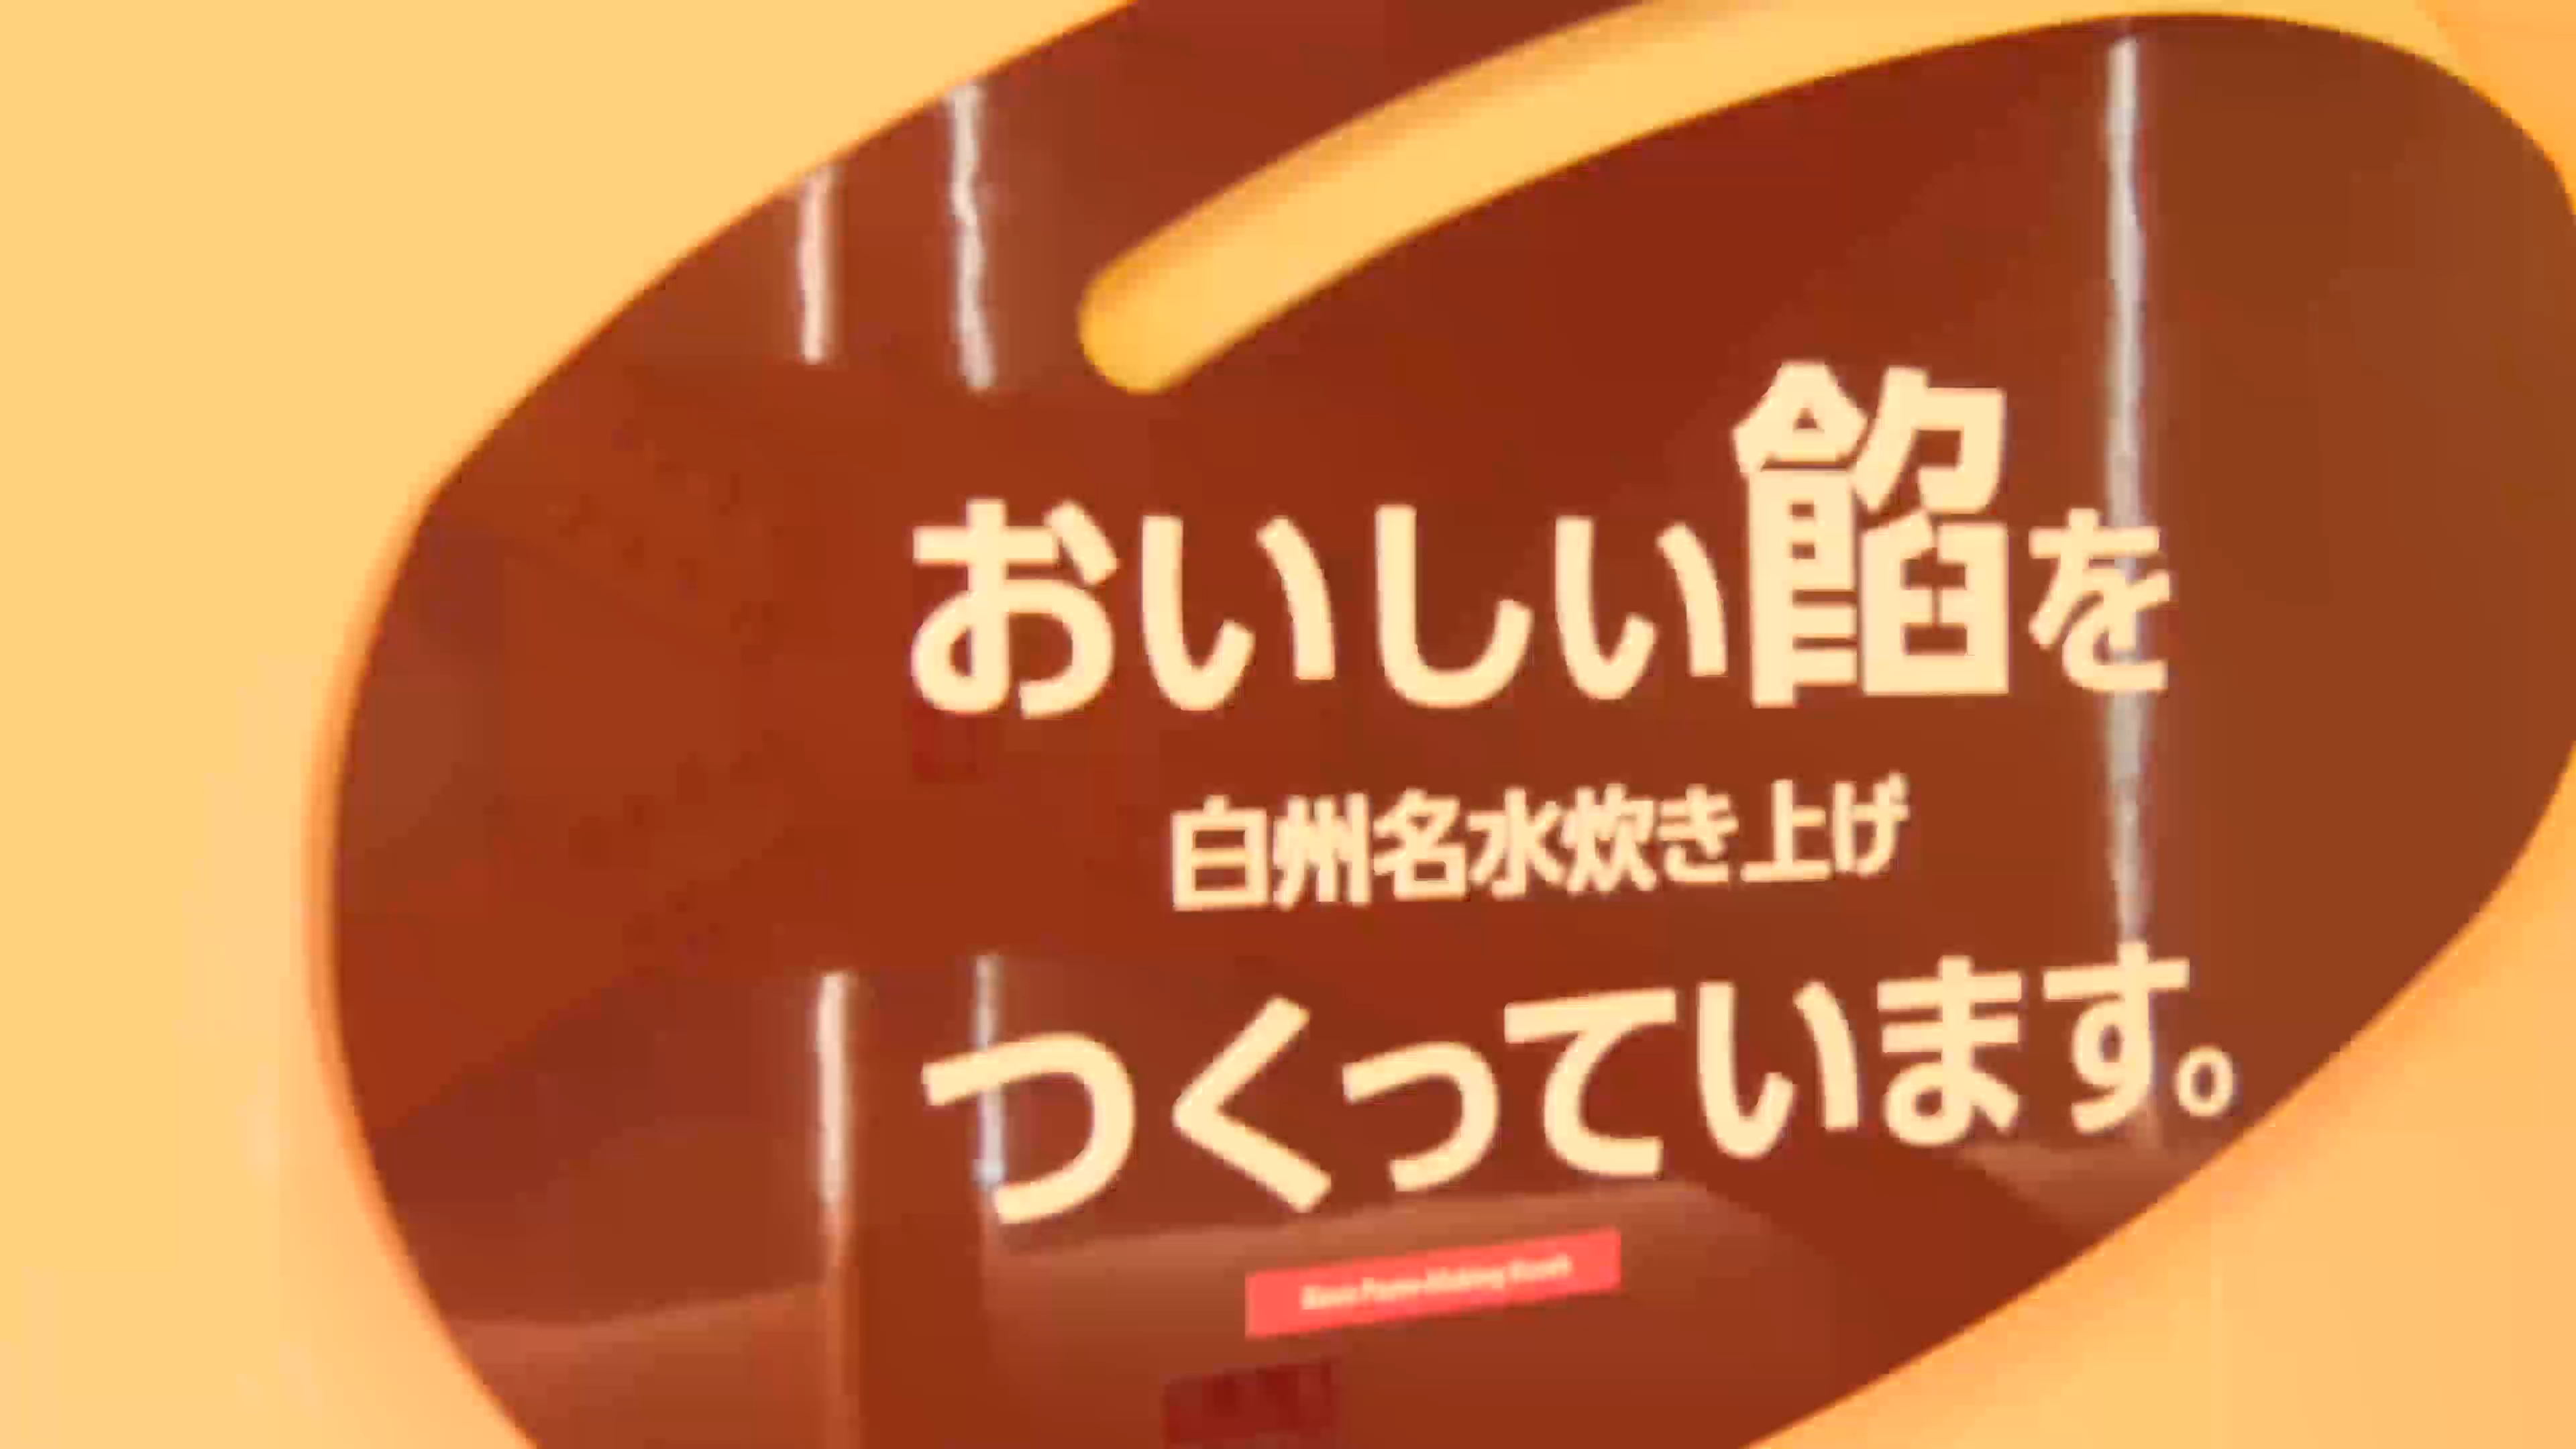 おいしい餡を
白州名水炊き上げ
つくっています。